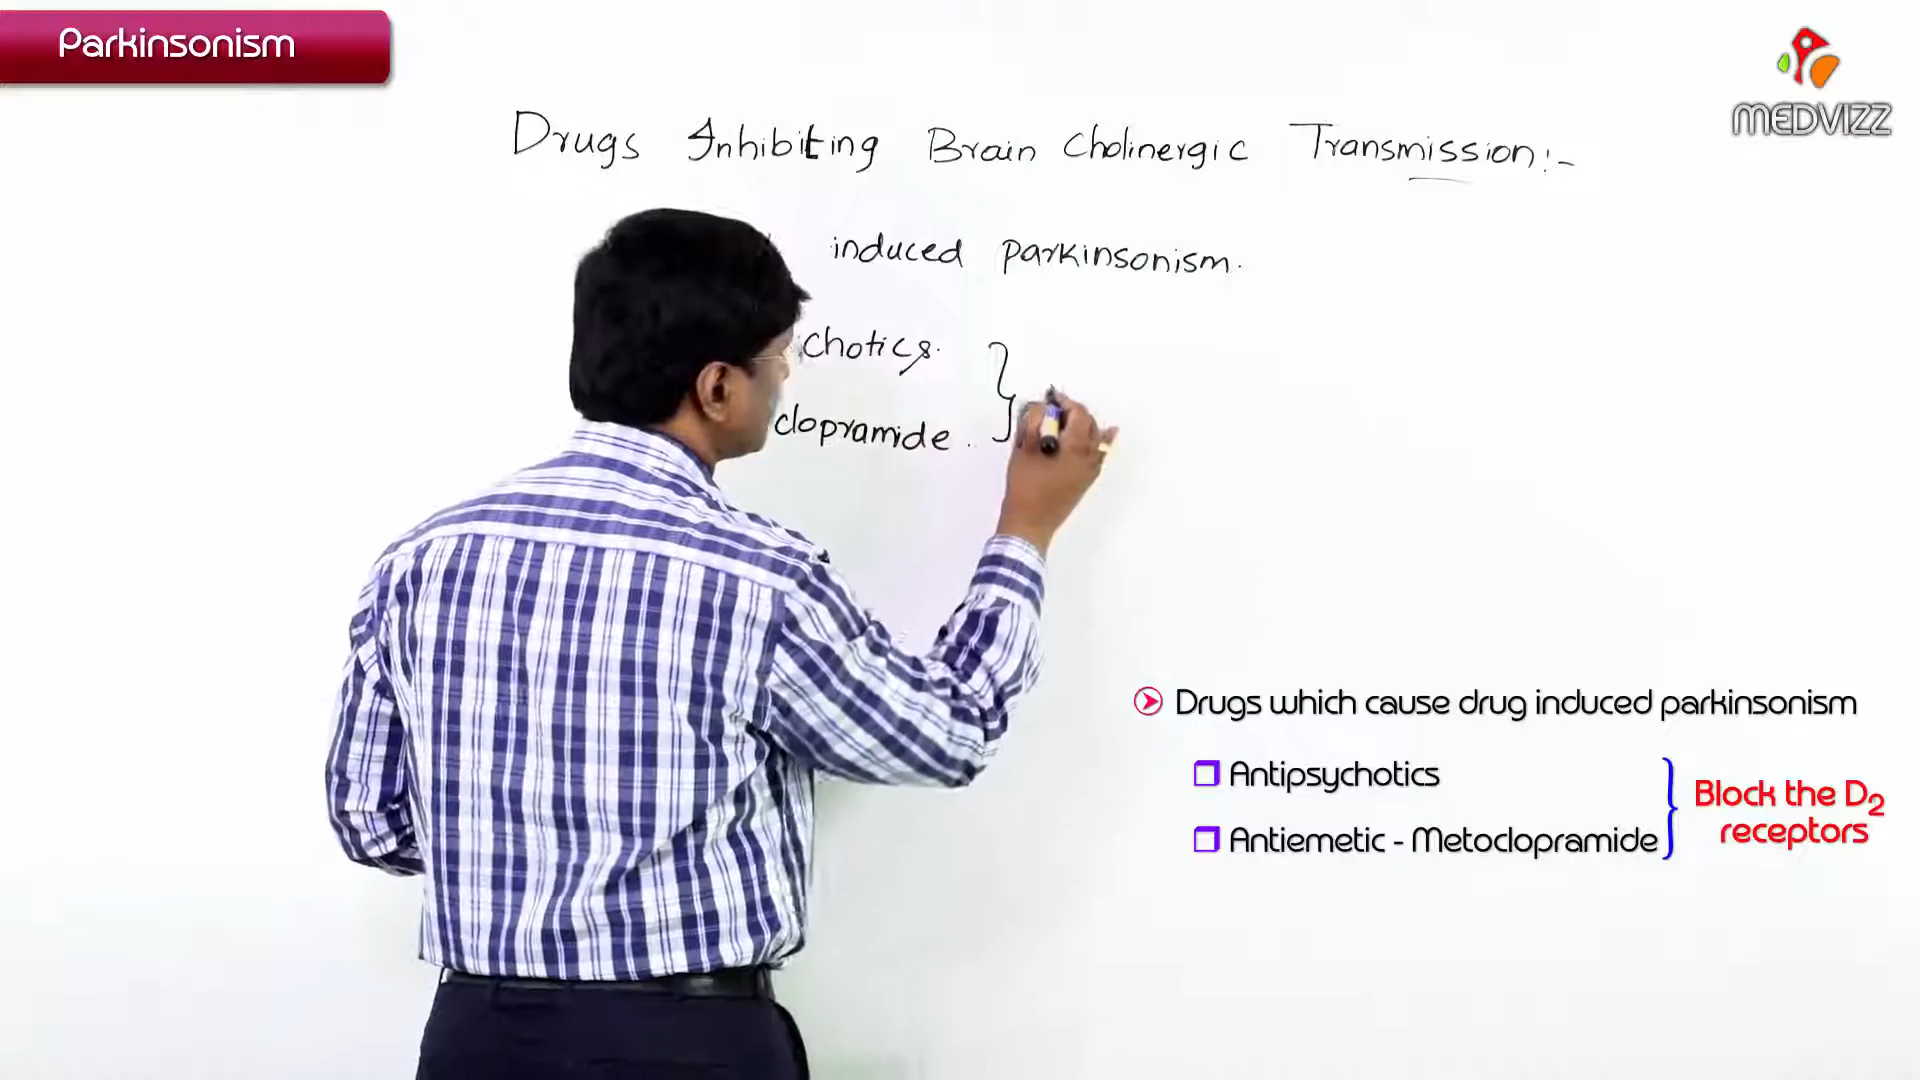 Parkinsonism
MEDVIZZ
Drugs Inhibiting Brain Cholinergic Transmission:-
induced parkinsonism.
chotics.
clopramide.
Drugs which cause drug induced parkinsonism
Antipsychotics
Antiemetic - Metoclopramide
Block the D2
receptors